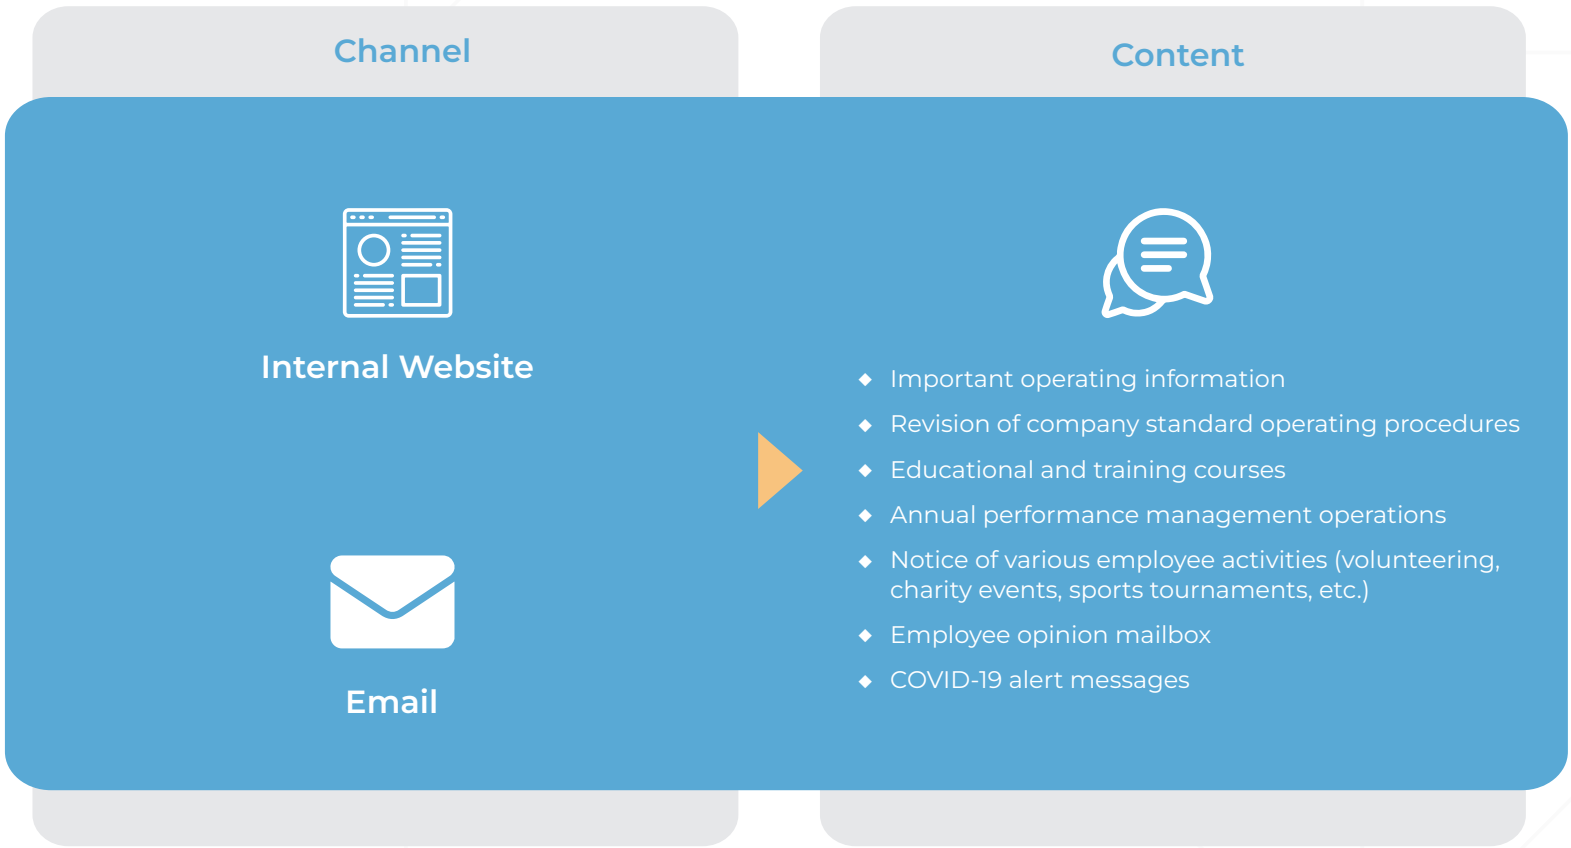 Channel
Content
Internal Website
Email
Important operating information
Revision of company standard operating procedures
Educational and training courses
Annual performance management operations
Notice of various employee activities (volunteering,
charity events, sports tournaments, etc.)
Employee opinion mailbox
COVID-19 alert messages